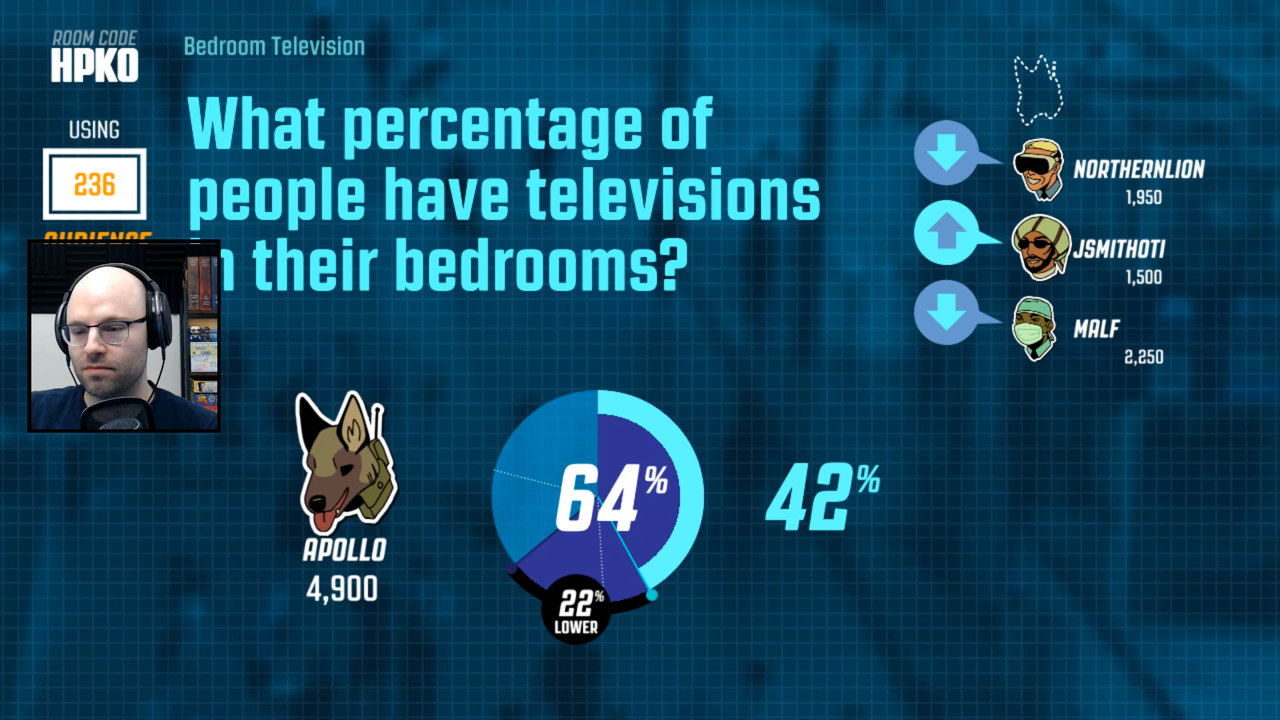 ROOM CODE
HPKO
Bedroom Television
USING
236
What percentage of
people have televisions
in their bedrooms?
NORTHERNLION
1,950
JSMITHOTI
1,500
MALF
2,250
64%
42%
22%
LOWER
APOLLO
4,900